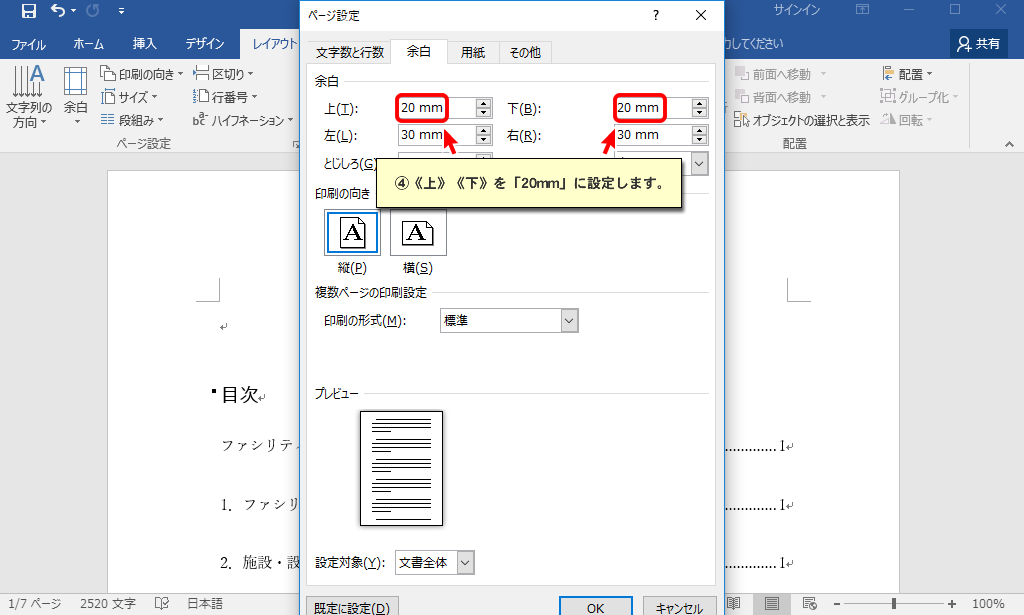 サインイン
ファイル ホーム 挿入 デザイン レイアウト
力してください
共有
文字列の方向
余白
印刷の向き
サイズ
段組み
区切り
行番号
ハイフネーション
ページ設定
前面へ移動
背面へ移動
オブジェクトの選択と表示
配置
グループ化
回転
配置
ページ設定
文字数と行数 余白 用紙 その他
余白
上(T): 20 mm 下(B): 20 mm
左(L): 30 mm 右(R): 30 mm
とじしろ(G)
④《上》《下》を「20mm」に設定します。
印刷の向き
縦(P) 横(S)
複数ページの印刷設定
印刷の形式(M): 標準
プレビュー
設定対象(Y): 文書全体
既定に設定(D) OK キャンセル
目次
ファシリテ 1
1. ファシリ 1
2. 施設・設 1
1/7 ページ 2520 文字 日本語 100%